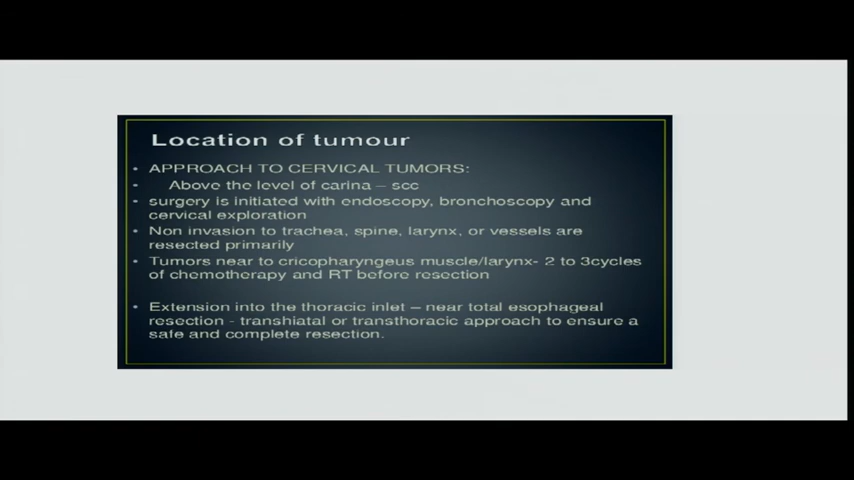 Location of tumour
• APPROACH TO CERVICAL TUMORS:
• Above the level of carina – scc
• surgery is initiated with endoscopy, bronchoscopy and
cervical exploration
• Non invasion to trachea, spine, larynx, or vessels are
resected primarily
• Tumors near to cricopharyngeus muscle/larynx- 2 to 3cycles
of chemotherapy and RT before resection
• Extension into the thoracic inlet – near total esophageal
resection - transhiatal or transthoracic approach to ensure a
safe and complete resection.